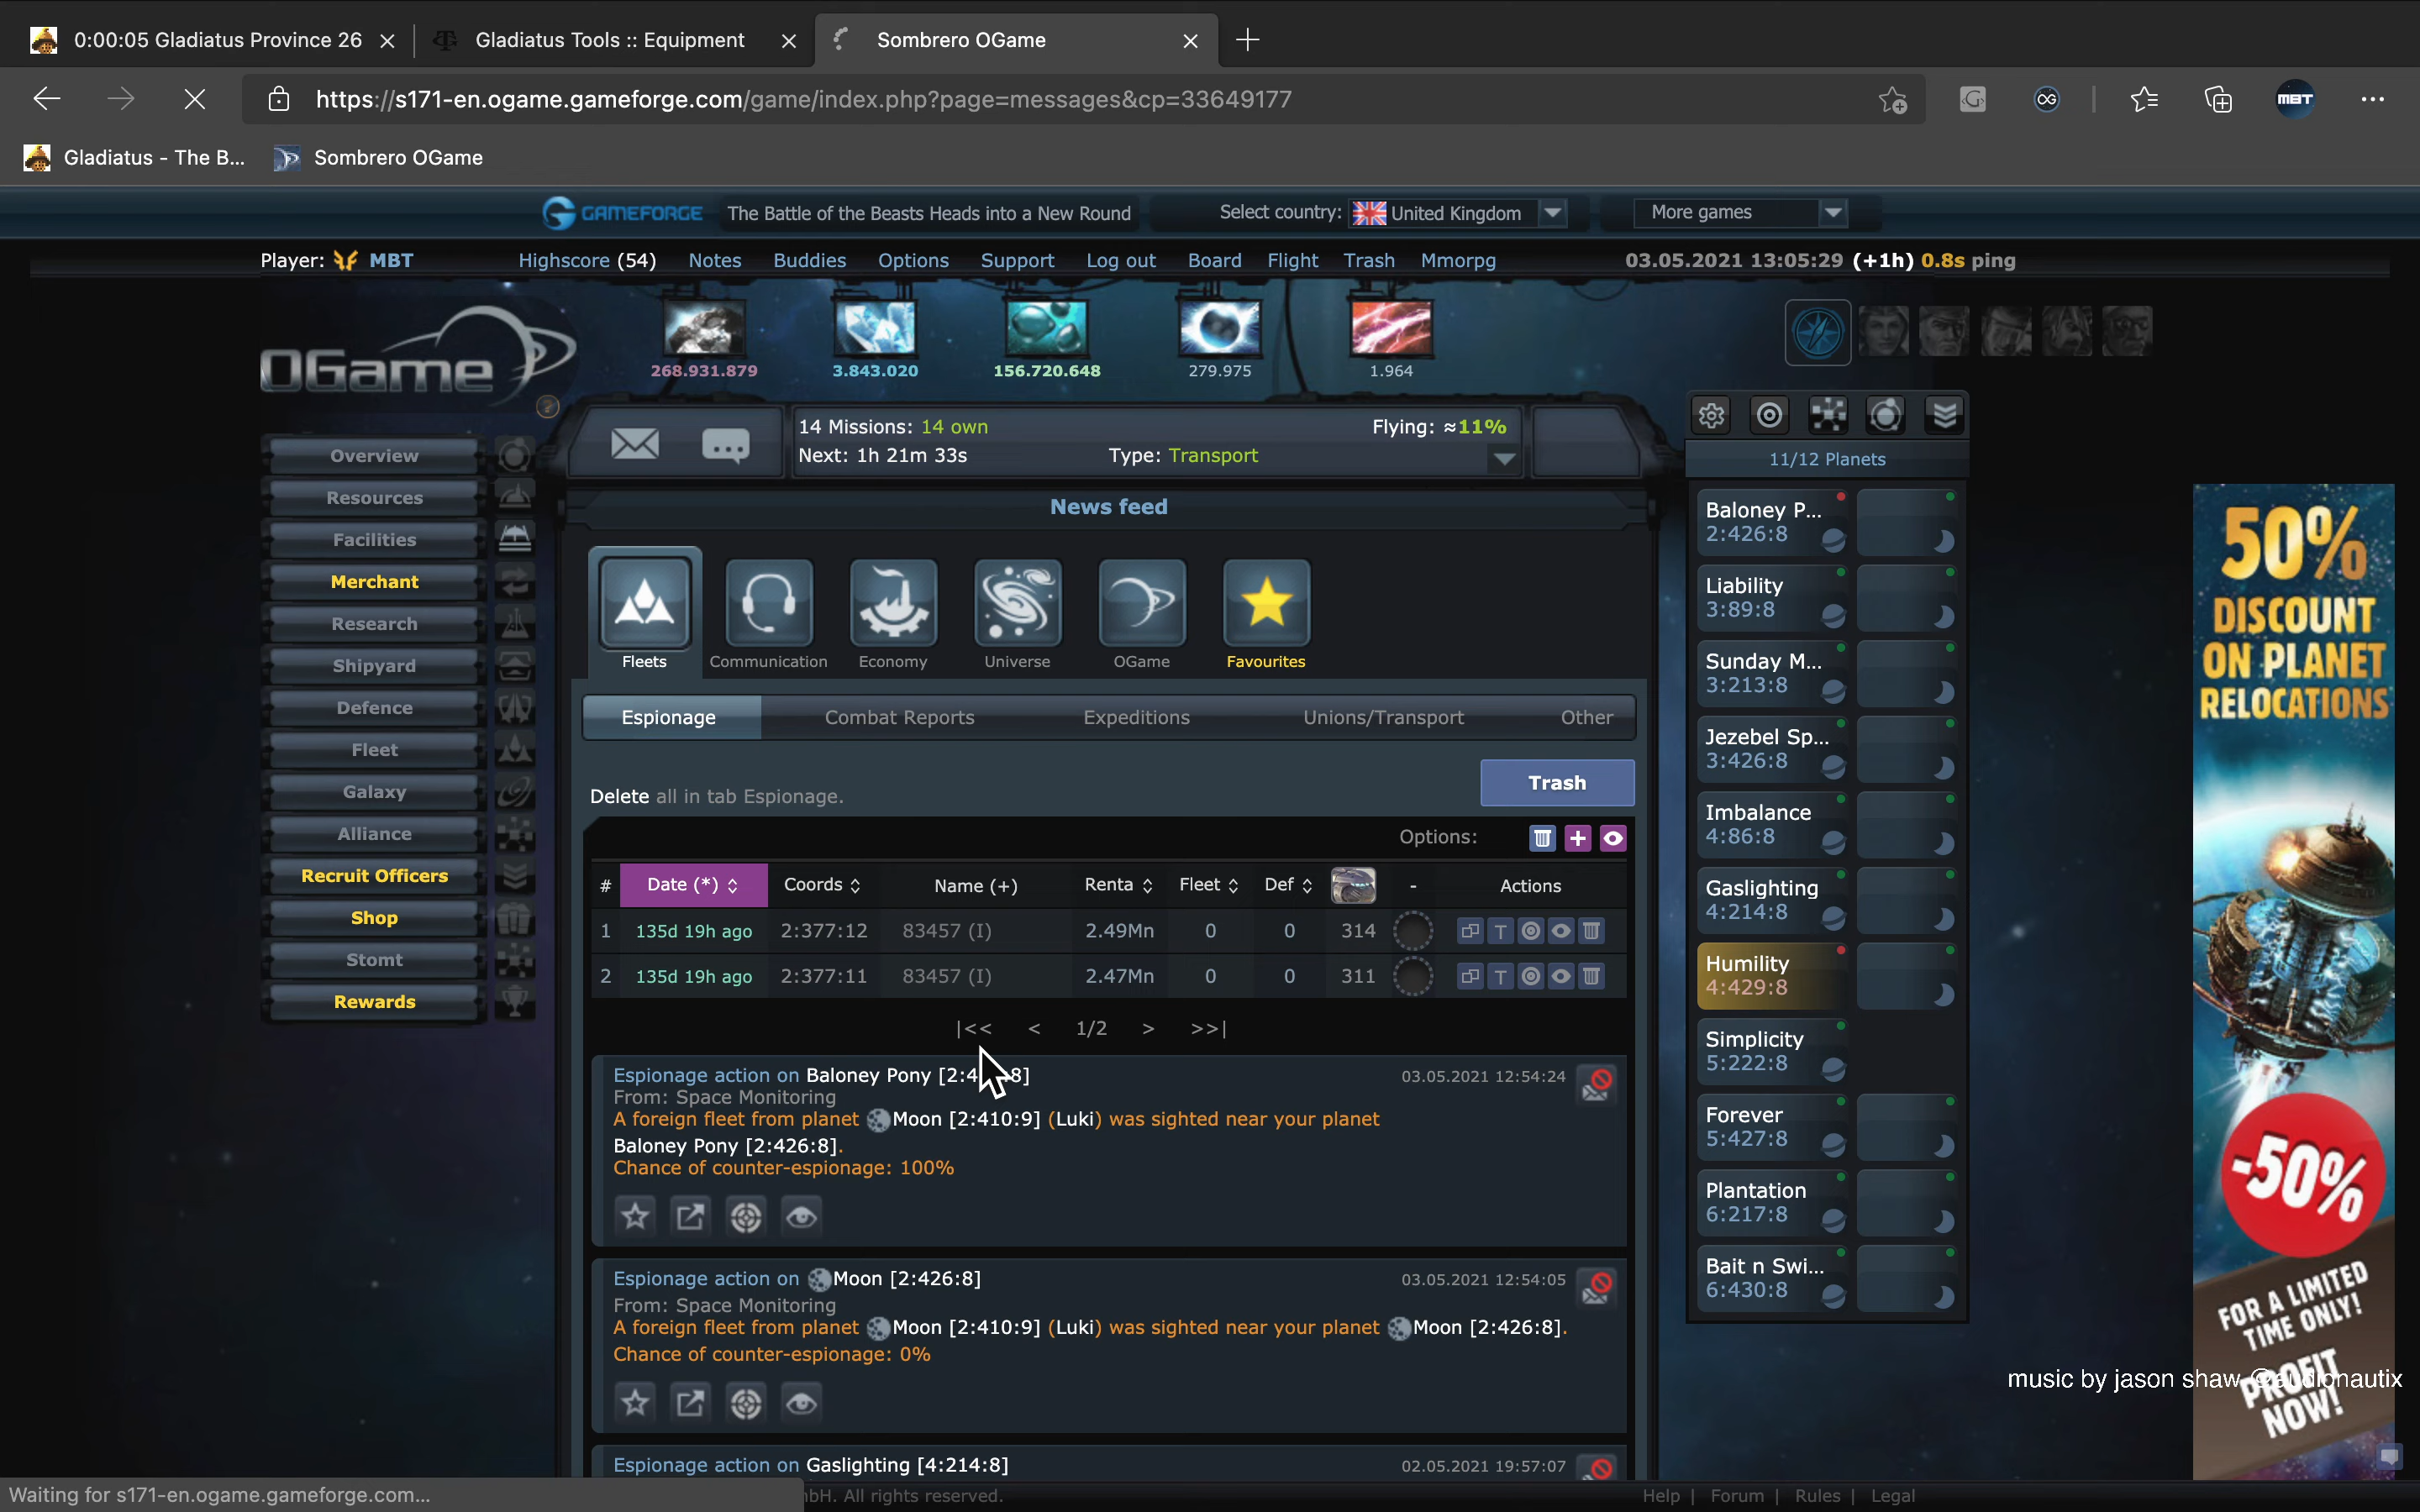 0:00:05 Gladiatus Province 26
Gladiatus Tools :: Equipment
Sombrero OGame
https://s171-en.ogame.gameforge.com/game/index.php?page=messages&cp=33649177
MBT
Gladiatus - The B...
Sombrero OGame
GAMEFORGE
The Battle of the Beasts Heads into a New Round
Select country:
United Kingdom
More games
Player: MBT
Highscore (54)
Notes
Buddies
Options
Support
Log out
Board
Flight
Trash
Mmorpg
03.05.2021 13:05:29 (+1h) 0.8s ping
OGame
268.931.879
3.843.020
156.720.648
279.975
1.964
14 Missions: 14 own
Flying: ≈11%
Next: 1h 21m 33s
Type: Transport
Overview
Resources
Facilities
Merchant
Research
Shipyard
Defence
Fleet
Galaxy
Alliance
Recruit Officers
Shop
Stomt
Rewards
News feed
Fleets
Communication
Economy
Universe
OGame
Favourites
Espionage
Combat Reports
Expeditions
Unions/Transport
Other
Delete all in tab Espionage.
Trash
Options:
# Date (*) Coords Name (+) Renta Fleet Def - Actions
1 135d 19h ago 2:377:12 83457 (I) 2.49Mn 0 0 314 T
2 135d 19h ago 2:377:11 83457 (I) 2.47Mn 0 0 311 T
|<< < 1/2 > >>|
Espionage action on Baloney Pony [2:4 8]
03.05.2021 12:54:24
From: Space Monitoring
A foreign fleet from planet Moon [2:410:9] (Luki) was sighted near your planet
Baloney Pony [2:426:8].
Chance of counter-espionage: 100%
Espionage action on Moon [2:426:8]
03.05.2021 12:54:05
From: Space Monitoring
A foreign fleet from planet Moon [2:410:9] (Luki) was sighted near your planet Moon [2:426:8].
Chance of counter-espionage: 0%
Espionage action on Gaslighting [4:214:8]
02.05.2021 19:57:07
11/12 Planets
Baloney P...
2:426:8
Liability
3:89:8
Sunday M...
3:213:8
Jezebel Sp...
3:426:8
Imbalance
4:86:8
Gaslighting
4:214:8
Humility
4:429:8
Simplicity
5:222:8
Forever
5:427:8
Plantation
6:217:8
Bait n Swi...
6:430:8
50%
DISCOUNT
ON PLANET
RELOCATIONS
-50%
FOR A LIMITED
TIME ONLY!
PROFIT
NOW!
music by jason shaw @audionautix
Waiting for s171-en.ogame.gameforge.com...
bH. All rights reserved.
Help | Forum | Rules | Legal